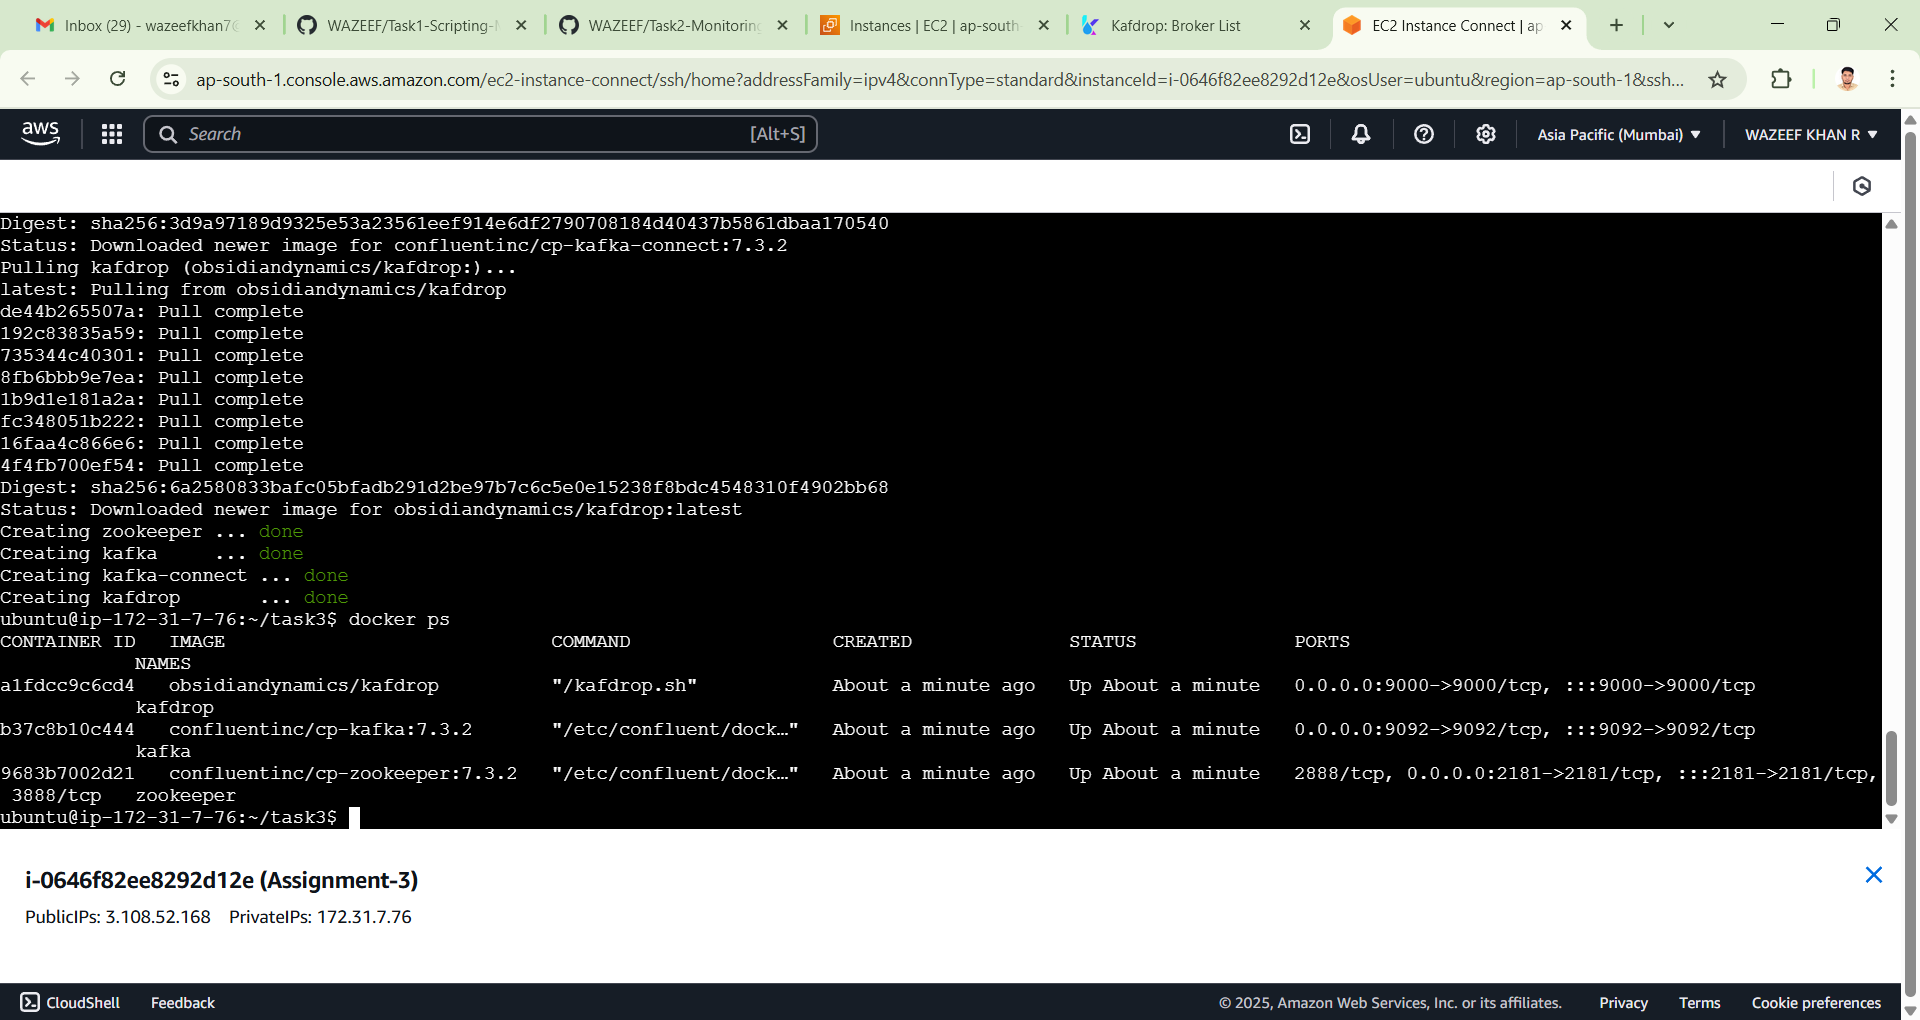 Inbox (29) - wazeefkhan7@
WAZEEF/Task1-Scripting-
WAZEEF/Task2-Monitoring
Instances | EC2 | ap-south
Kafdrop: Broker List
EC2 Instance Connect | ap
ap-south-1.console.aws.amazon.com/ec2-instance-connect/ssh/home?addressFamily=ipv4&connType=standard&instanceId=i-0646f82ee8292d12e&osUser=ubuntu&region=ap-south-1&ssh...
aws
Search
[Alt+S]
Asia Pacific (Mumbai)
WAZEEF KHAN R
Digest: sha256:3d9a97189d9325e53a23561eef914e6df2790708184d40437b5861dbaa170540
Status: Downloaded newer image for confluentinc/cp-kafka-connect:7.3.2
Pulling kafdrop (obsidiandynamics/kafdrop:)...
latest: Pulling from obsidiandynamics/kafdrop
de44b265507a: Pull complete
192c83835a59: Pull complete
735344c40301: Pull complete
8fb6bbb9e7ea: Pull complete
1b9d1e181a2a: Pull complete
fc348051b222: Pull complete
16faa4c866e6: Pull complete
4f4fb700ef54: Pull complete
Digest: sha256:6a2580833bafc05bfadb291d2be97b7c6c5e0e15238f8bdc4548310f4902bb68
Status: Downloaded newer image for obsidiandynamics/kafdrop:latest
Creating zookeeper ... done
Creating kafka     ... done
Creating kafka-connect ... done
Creating kafdrop       ... done
ubuntu@ip-172-31-7-76:~/task3$ docker ps
CONTAINER ID   IMAGE                             COMMAND                  CREATED              STATUS              PORTS
            NAMES
a1fdcc9c6cd4   obsidiandynamics/kafdrop          "/kafdrop.sh"            About a minute ago   Up About a minute   0.0.0.0:9000->9000/tcp, :::9000->9000/tcp
            kafdrop
b37c8b10c444   confluentinc/cp-kafka:7.3.2       "/etc/confluent/dock…"   About a minute ago   Up About a minute   0.0.0.0:9092->9092/tcp, :::9092->9092/tcp
            kafka
9683b7002d21   confluentinc/cp-zookeeper:7.3.2   "/etc/confluent/dock…"   About a minute ago   Up About a minute   2888/tcp, 0.0.0.0:2181->2181/tcp, :::2181->2181/tcp,
 3888/tcp   zookeeper
ubuntu@ip-172-31-7-76:~/task3$
i-0646f82ee8292d12e (Assignment-3)
PublicIPs: 3.108.52.168    PrivateIPs: 172.31.7.76
CloudShell
Feedback
© 2025, Amazon Web Services, Inc. or its affiliates.
Privacy
Terms
Cookie preferences